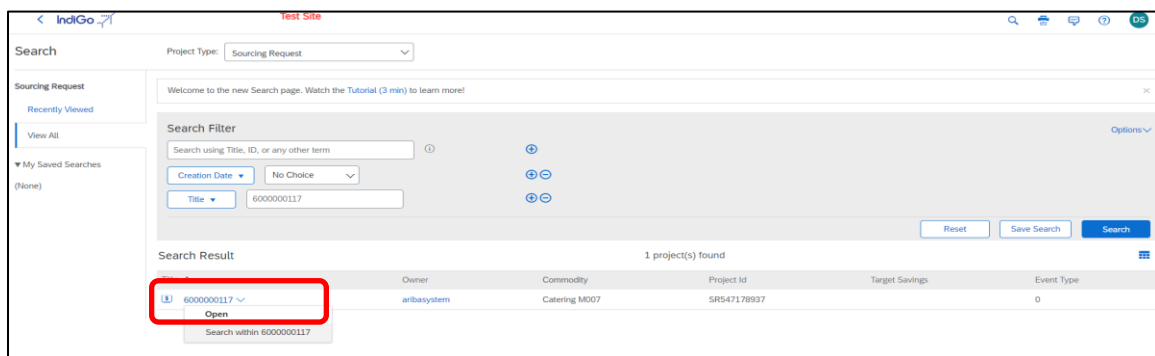 IndiGo
Test Site
DS
Search
Project Type:
Sourcing Request
Sourcing Request
Recently Viewed
View All
▼ My Saved Searches
(None)
Welcome to the new Search page. Watch the Tutorial (3 min) to learn more!
Search Filter
Options
Search using Title, ID, or any other term
Creation Date
No Choice
Title
6000000117
Reset
Save Search
Search
Search Result
1 project(s) found
Owner
Commodity
Project Id
Target Savings
Event Type
6000000117
aribasystem
Catering M007
SR547178937
0
Open
Search within 6000000117